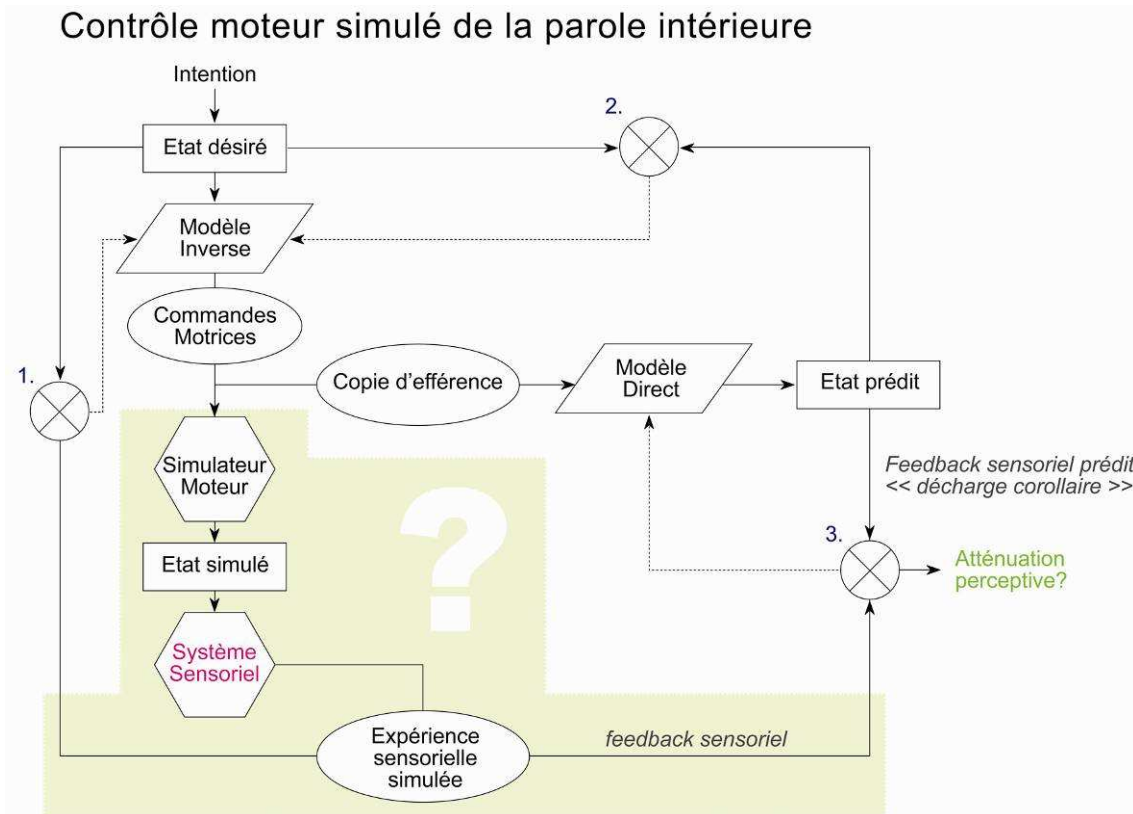 Contrôle moteur simulé de la parole intérieure
Intention
2.
Etat désiré
Modèle
Inverse
Commandes
Motrices
1.
Copie d'efférence
Modèle
Direct
Etat prédit
Simulateur
Moteur
Feedback sensoriel prédit
<< décharge corollaire >>
?
3.
Etat simulé
Atténuation
perceptive?
Système
Sensoriel
Expérience
sensorielle
simulée
feedback sensoriel